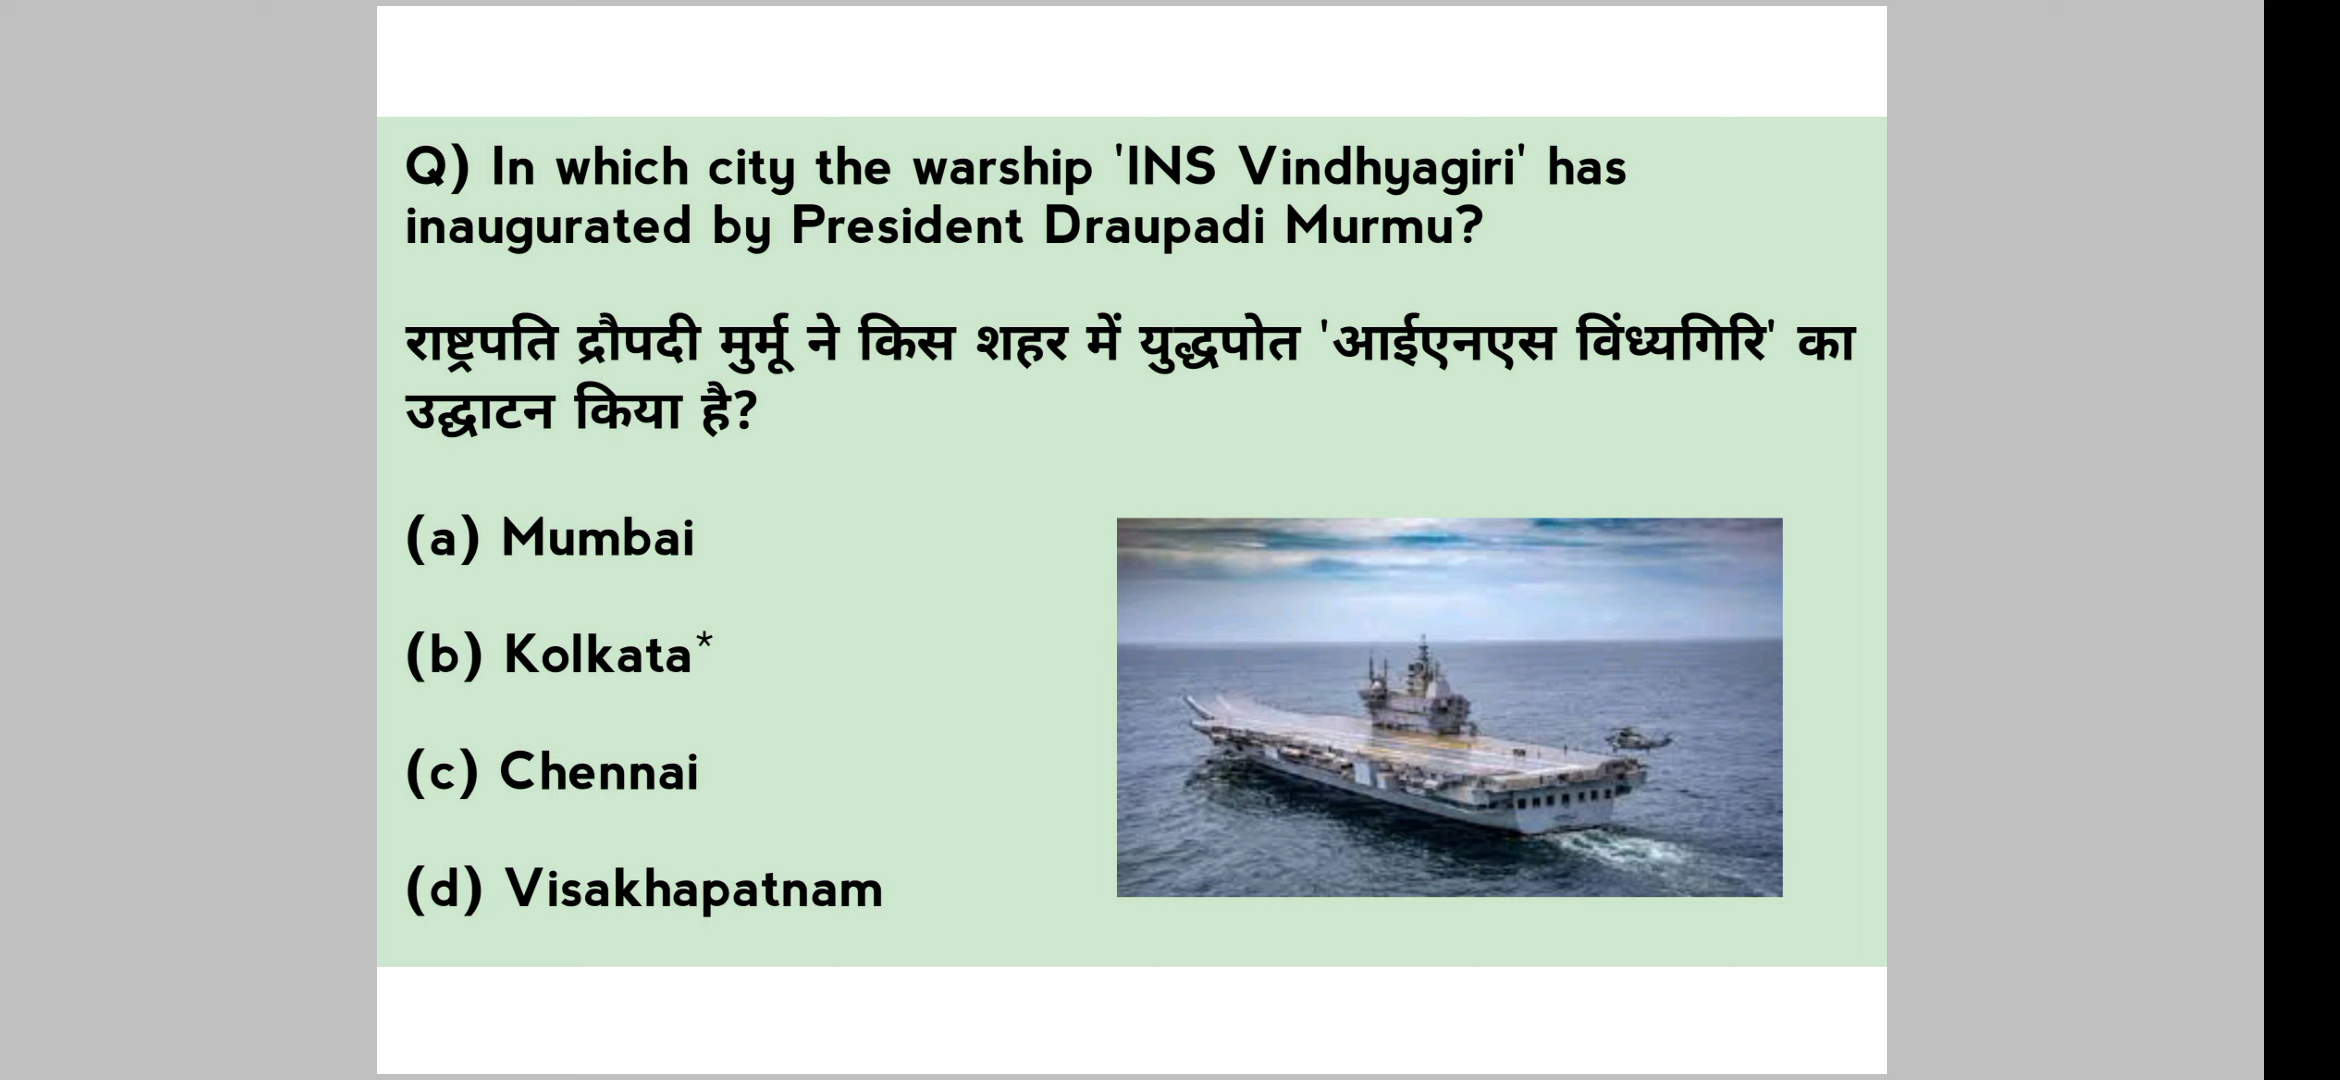 Q) In which city the warship 'INS Vindhyagiri' has
inaugurated by President Draupadi Murmu?
राष्ट्रपति द्रौपदी मुर्मू ने किस शहर में युद्धपोत 'आईएनएस विंध्यगिरि' का
उद्घाटन किया है?
(a) Mumbai
(b) Kolkata*
(c) Chennai
(d) Visakhapatnam